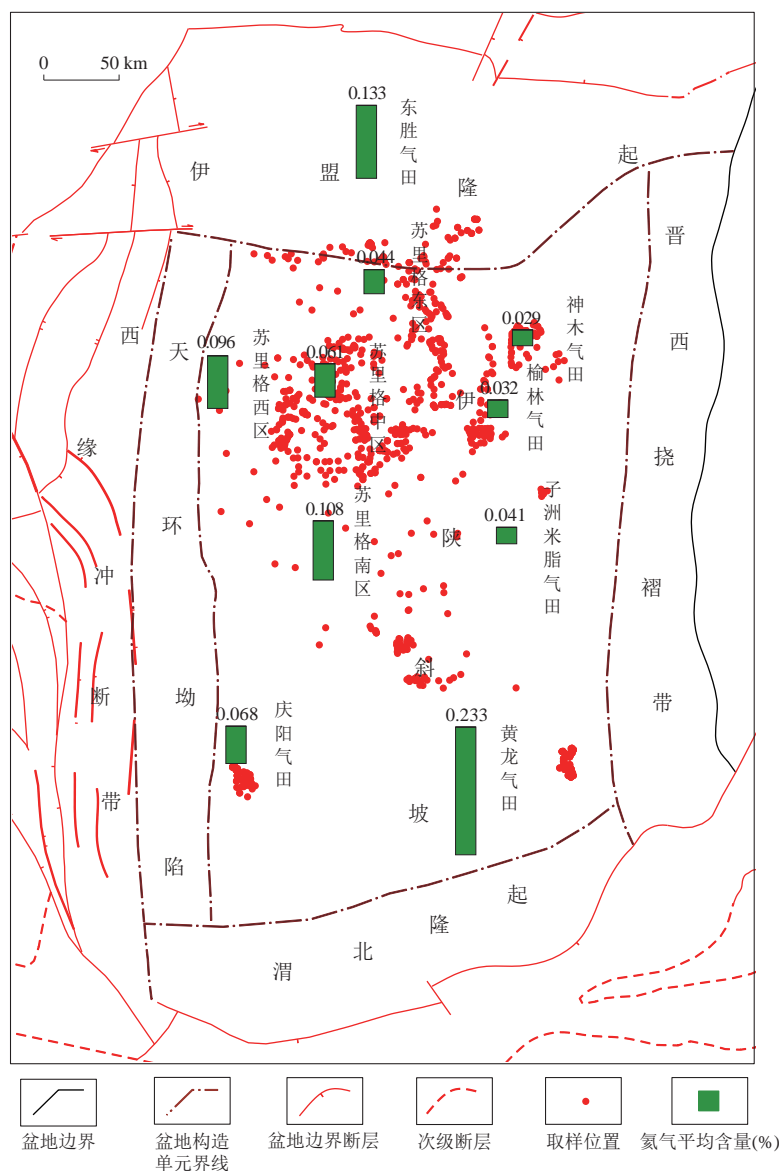 0 50 km
0.133
东胜气田
伊盟隆起
晋西挠褶带
苏里格东区
0.044
0.029
神木气田
西缘冲断带
天环坳陷
0.096
苏里格西区
0.061
苏里格中区
伊陕斜坡
0.032
榆林气田
0.108
苏里格南区
0.041
子洲米脂气田
0.068
庆阳气田
0.233
黄龙气田
渭北隆起
盆地边界
盆地构造
单元界线
盆地边界断层
次级断层
取样位置
氦气平均含量(%)